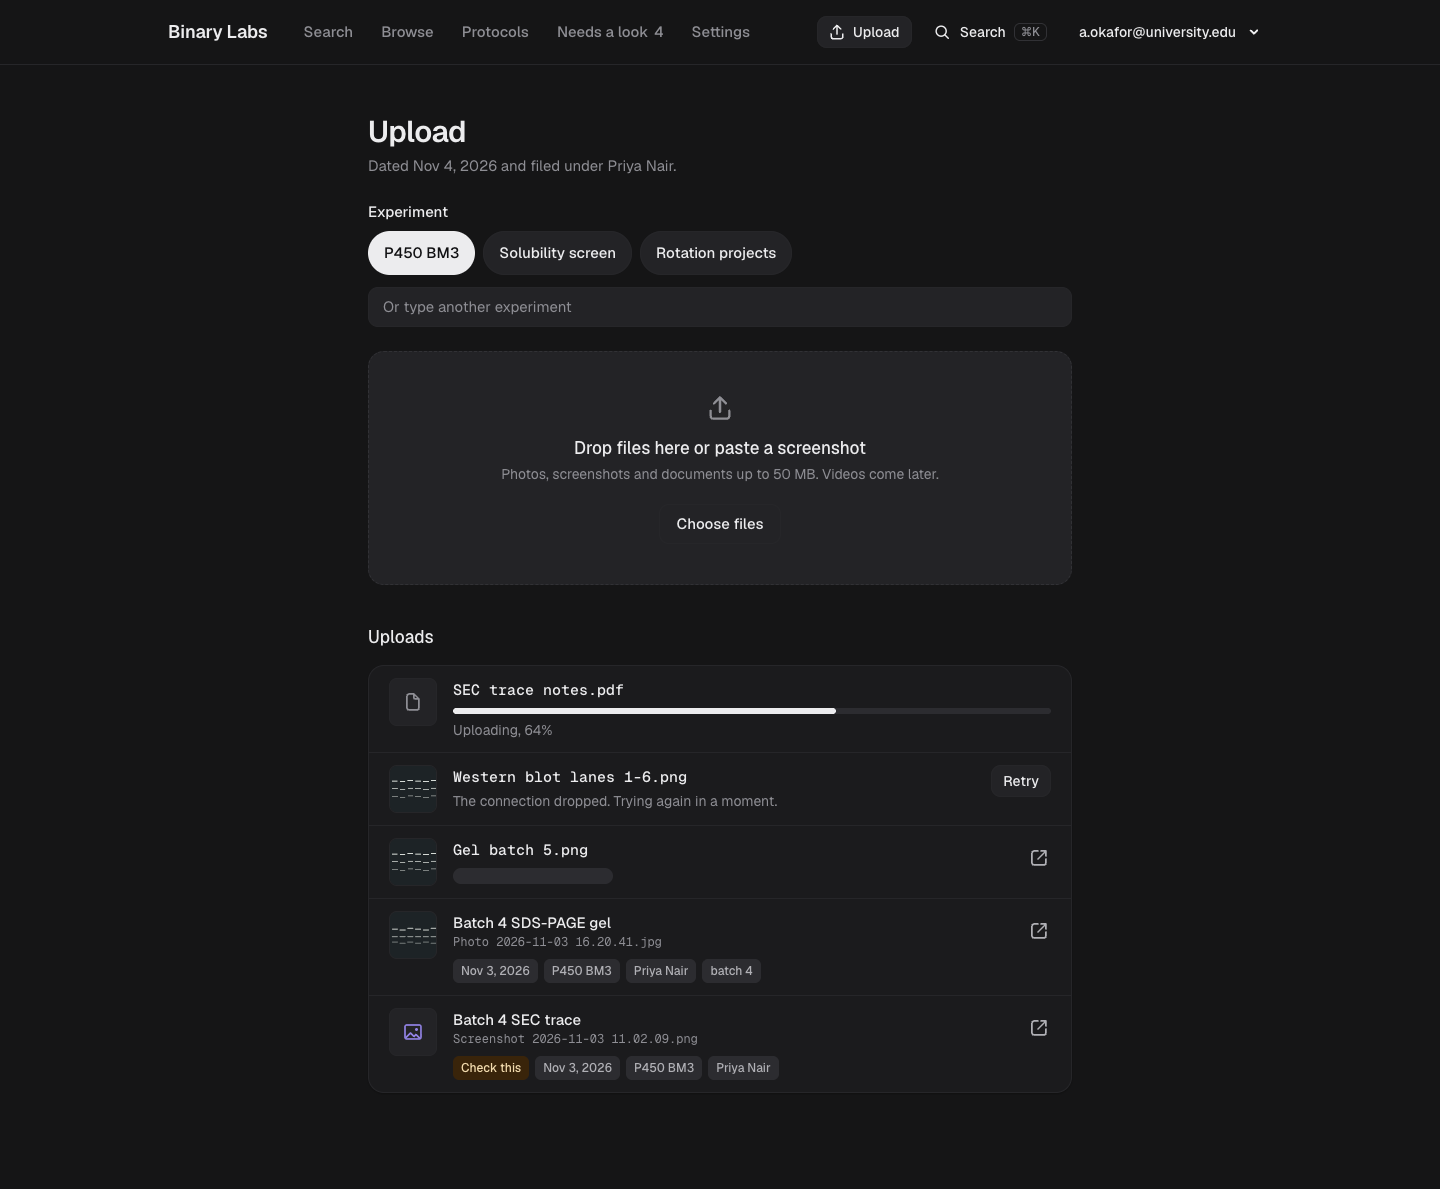 Binary Labs Search Browse Protocols Needs a look 4 Settings Upload Search ⌘K a.okafor@university.edu
Upload
Dated Nov 4, 2026 and filed under Priya Nair.
Experiment
P450 BM3 Solubility screen Rotation projects
Or type another experiment
Drop files here or paste a screenshot
Photos, screenshots and documents up to 50 MB. Videos come later.
Choose files
Uploads
SEC trace notes.pdf
Uploading, 64%
Western blot lanes 1-6.png
Retry
The connection dropped. Trying again in a moment.
Gel batch 5.png
Batch 4 SDS-PAGE gel
Photo 2026-11-03 16.20.41.jpg
Nov 3, 2026 P450 BM3 Priya Nair batch 4
Batch 4 SEC trace
Screenshot 2026-11-03 11.02.09.png
Check this Nov 3, 2026 P450 BM3 Priya Nair